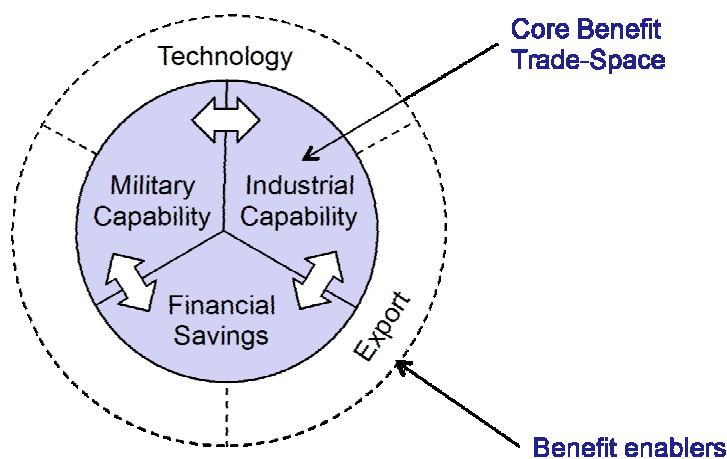 Core Benefit
Trade-Space
Technology
Military
Capability
Industrial
Capability
Financial
Savings
Export
Benefit enablers